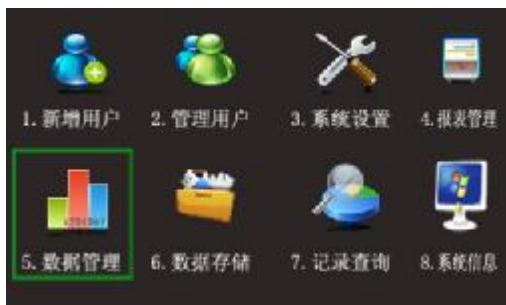 1. 新增用户
2. 管理用户
3. 系统设置
4. 报表管理
5. 数据管理
6. 数据存储
7. 记录查询
8. 系统信息